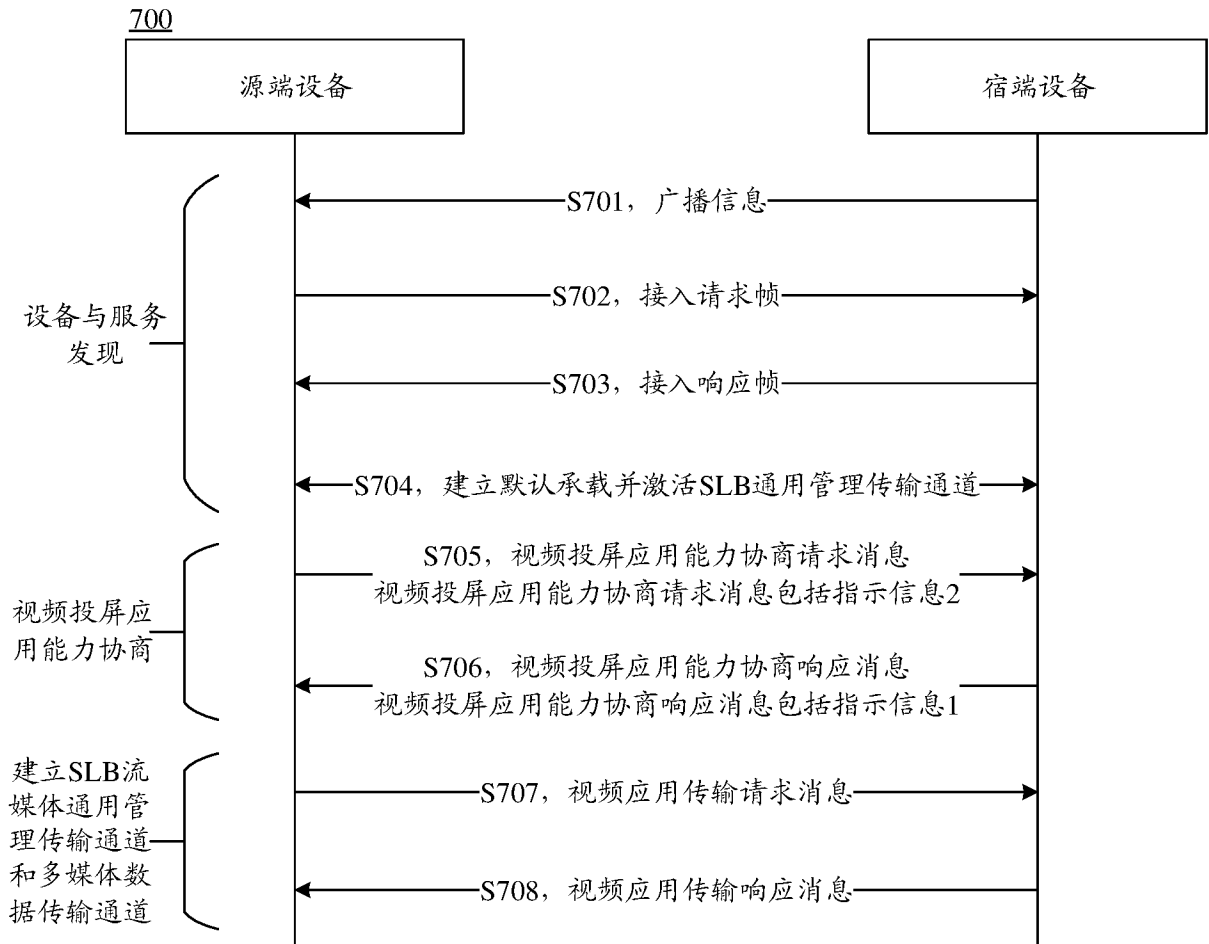 700
源端设备
宿端设备
S701，广播信息
S702，接入请求帧
设备与服务
发现
S703，接入响应帧
S704，建立默认承载并激活SLB通用管理传输通道
S705，视频投屏应用能力协商请求消息
视频投屏应用能力协商请求消息包括指示信息2
视频投屏应
用能力协商
S706，视频投屏应用能力协商响应消息
视频投屏应用能力协商响应消息包括指示信息1
建立SLB流
媒体通用管
理传输通道
和多媒体数
据传输通道
S707，视频应用传输请求消息
S708，视频应用传输响应消息